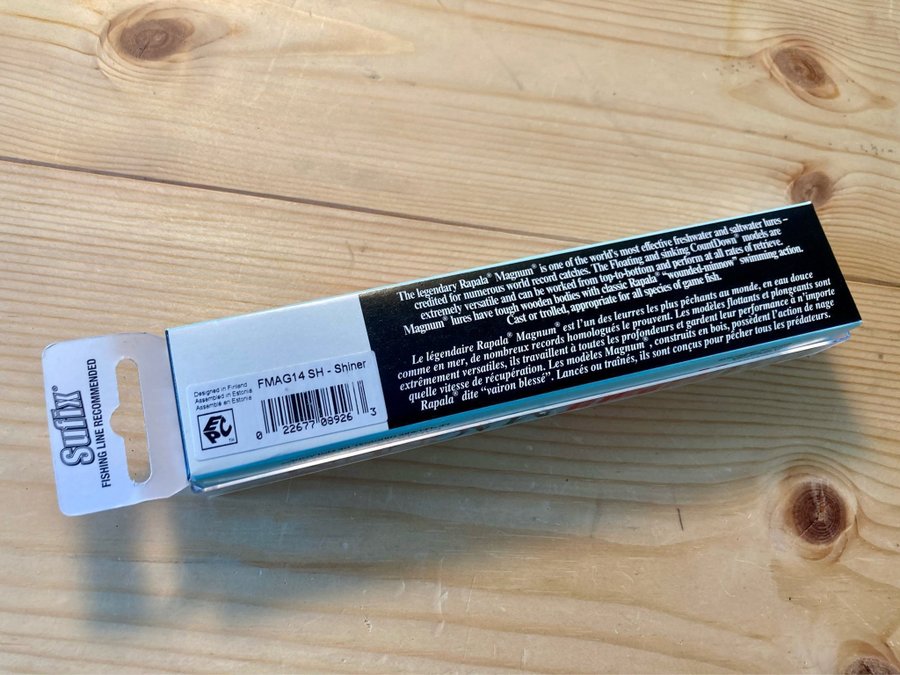 Sufix®
FISHING LINE RECOMMENDED
Designed in Finland
Assembled in Estonia
Assemblé en Estonie
FMAG14 SH - Shiner
EPC™
0 22677 08926 3
The legendary Rapala® Magnum® is one of the world's most effective freshwater and saltwater lures –
credited for numerous world record catches. The Floating and sinking CountDown® models are
extremely versatile and can be worked from top-to-bottom and perform at all rates of retrieve.
Magnum® lures have tough wooden bodies with classic Rapala® “wounded-minnow” swimming action.
Cast or trolled, appropriate for all species of game fish.
Le légendaire Rapala® Magnum® est l'un des leurres les plus pêchants au monde, en eau douce
comme en mer, de nombreux records homologués le prouvent. Les modèles flottants et plongeants sont
extrêmement versatiles, ils travaillent à toutes les profondeurs et gardent leur performance à n'importe
quelle vitesse de récupération. Les modèles Magnum®, construits en bois, possèdent l'action de nage
Rapala® dite “vairon blessé”. Lancés ou traînés, ils sont conçus pour pêcher tous les prédateurs.